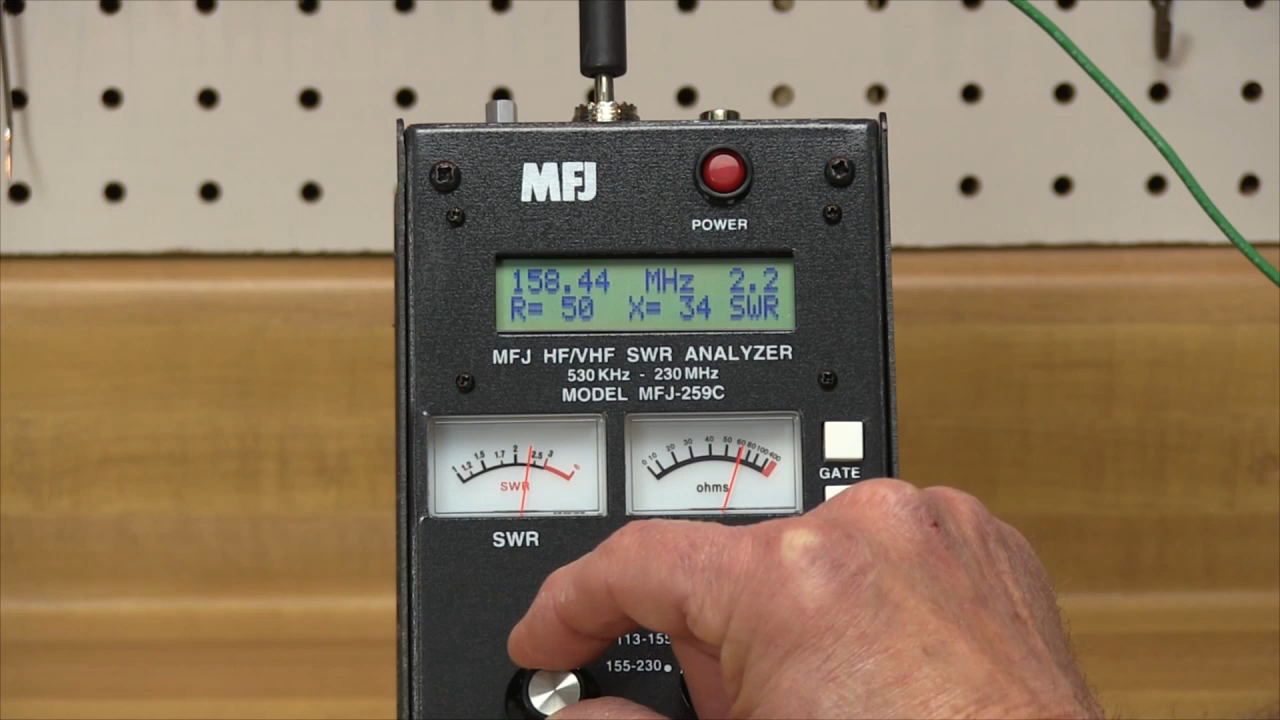 MFJ
POWER
158.44 MHz 2.2
R= 50 X= 34 SWR
MFJ HF/VHF SWR ANALYZER
530 KHz - 230 MHz
MODEL MFJ-259C
1 1.2 1.5 1.7 2 2.5 3
SWR
0 10 20 30 40 50 60 80 100
ohms
GATE
SWR
113-155
155-230